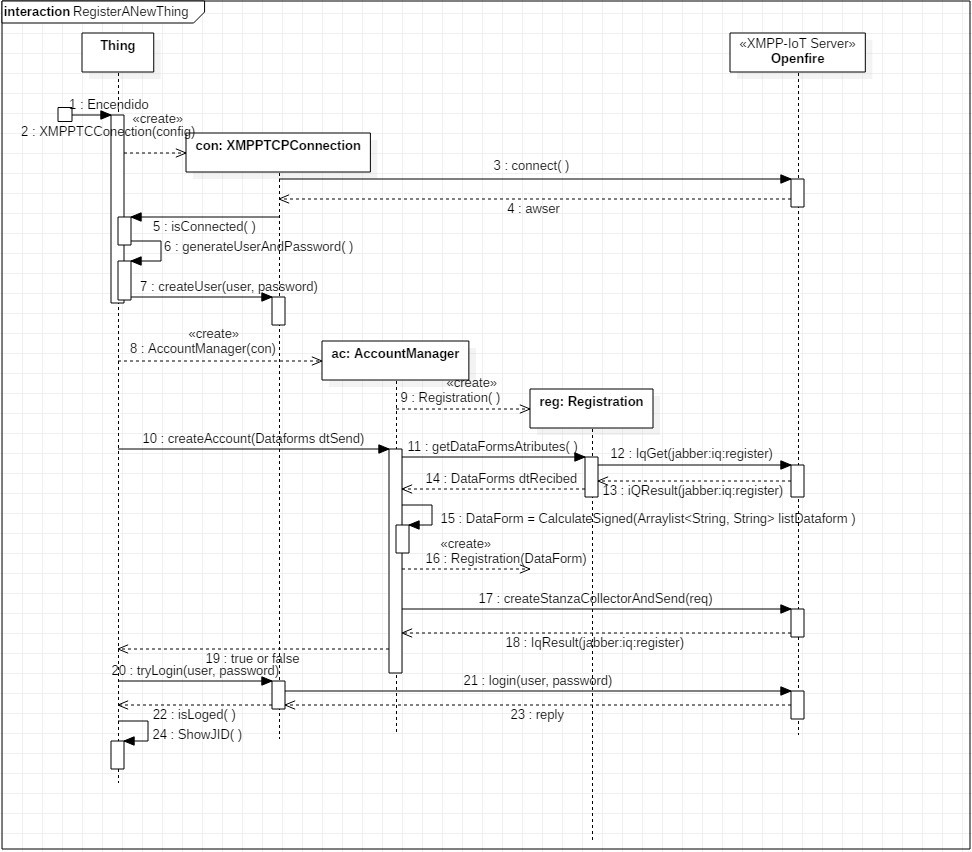 interaction RegisterANewThing
Thing
«XMPP-IoT Server»
Openfire
1 : Encendido
«create»
2 : XMPPTCConection(config)
con: XMPPTCPConnection
3 : connect( )
4 : awser
5 : isConnected( )
6 : generateUserAndPassword( )
7 : createUser(user, password)
«create»
8 : AccountManager(con)
ac: AccountManager
«create»
9 : Registration( )
reg: Registration
10 : createAccount(Dataforms dtSend)
11 : getDataFormsAtributes( )
12 : IqGet(jabber:iq:register)
14 : DataForms dtRecibed
13 : iQResult(jabber:iq:register)
15 : DataForm = CalculateSigned(Arraylist<String, String> listDataform )
«create»
16 : Registration(DataForm)
17 : createStanzaCollectorAndSend(req)
18 : IqResult(jabber:iq:register)
19 : true or false
20 : tryLogin(user, password)
21 : login(user, password)
22 : isLoged( )
23 : reply
24 : ShowJID( )